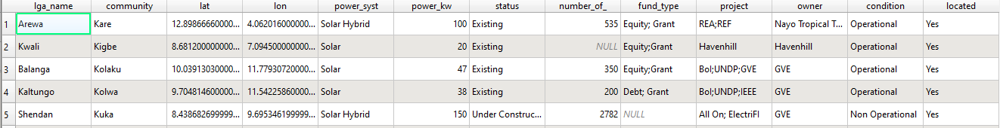 lga_name community lat lon power_syst power_kw status number_of_ fund_type project owner condition located
1 Arewa Kare 12.89866660000... 4.062016000000... Solar Hybrid 100 Existing 535 Equity; Grant REA;REF Nayo Tropical T... Operational Yes
2 Kwali Kigbe 8.681200000000... 7.094500000000... Solar 20 Existing NULL Equity;Grant Havenhill Havenhill Operational Yes
3 Balanga Kolaku 10.03913030000... 11.77930720000... Solar 47 Existing 350 Equity;Grant BoI;UNDP;GVE GVE Operational Yes
4 Kaltungo Kolwa 9.704814600000... 11.54225860000... Solar 38 Existing 200 Debt; Grant BoI;UNDP;IEEE GVE Operational Yes
5 Shendan Kuka 8.438682699999... 9.695346199999... Solar Hybrid 150 Under Construc... 2782 NULL All On; ElectriFI GVE Non Operational Yes